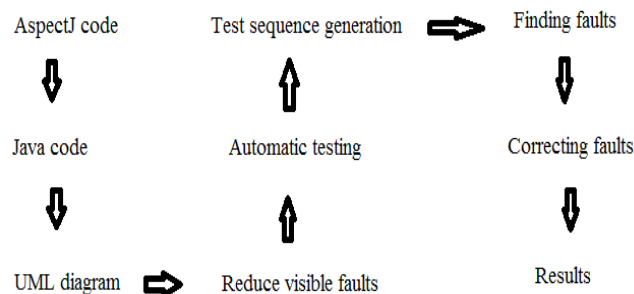 AspectJ code
Test sequence generation
Finding faults
Java code
Automatic testing
Correcting faults
UML diagram
Reduce visible faults
Results